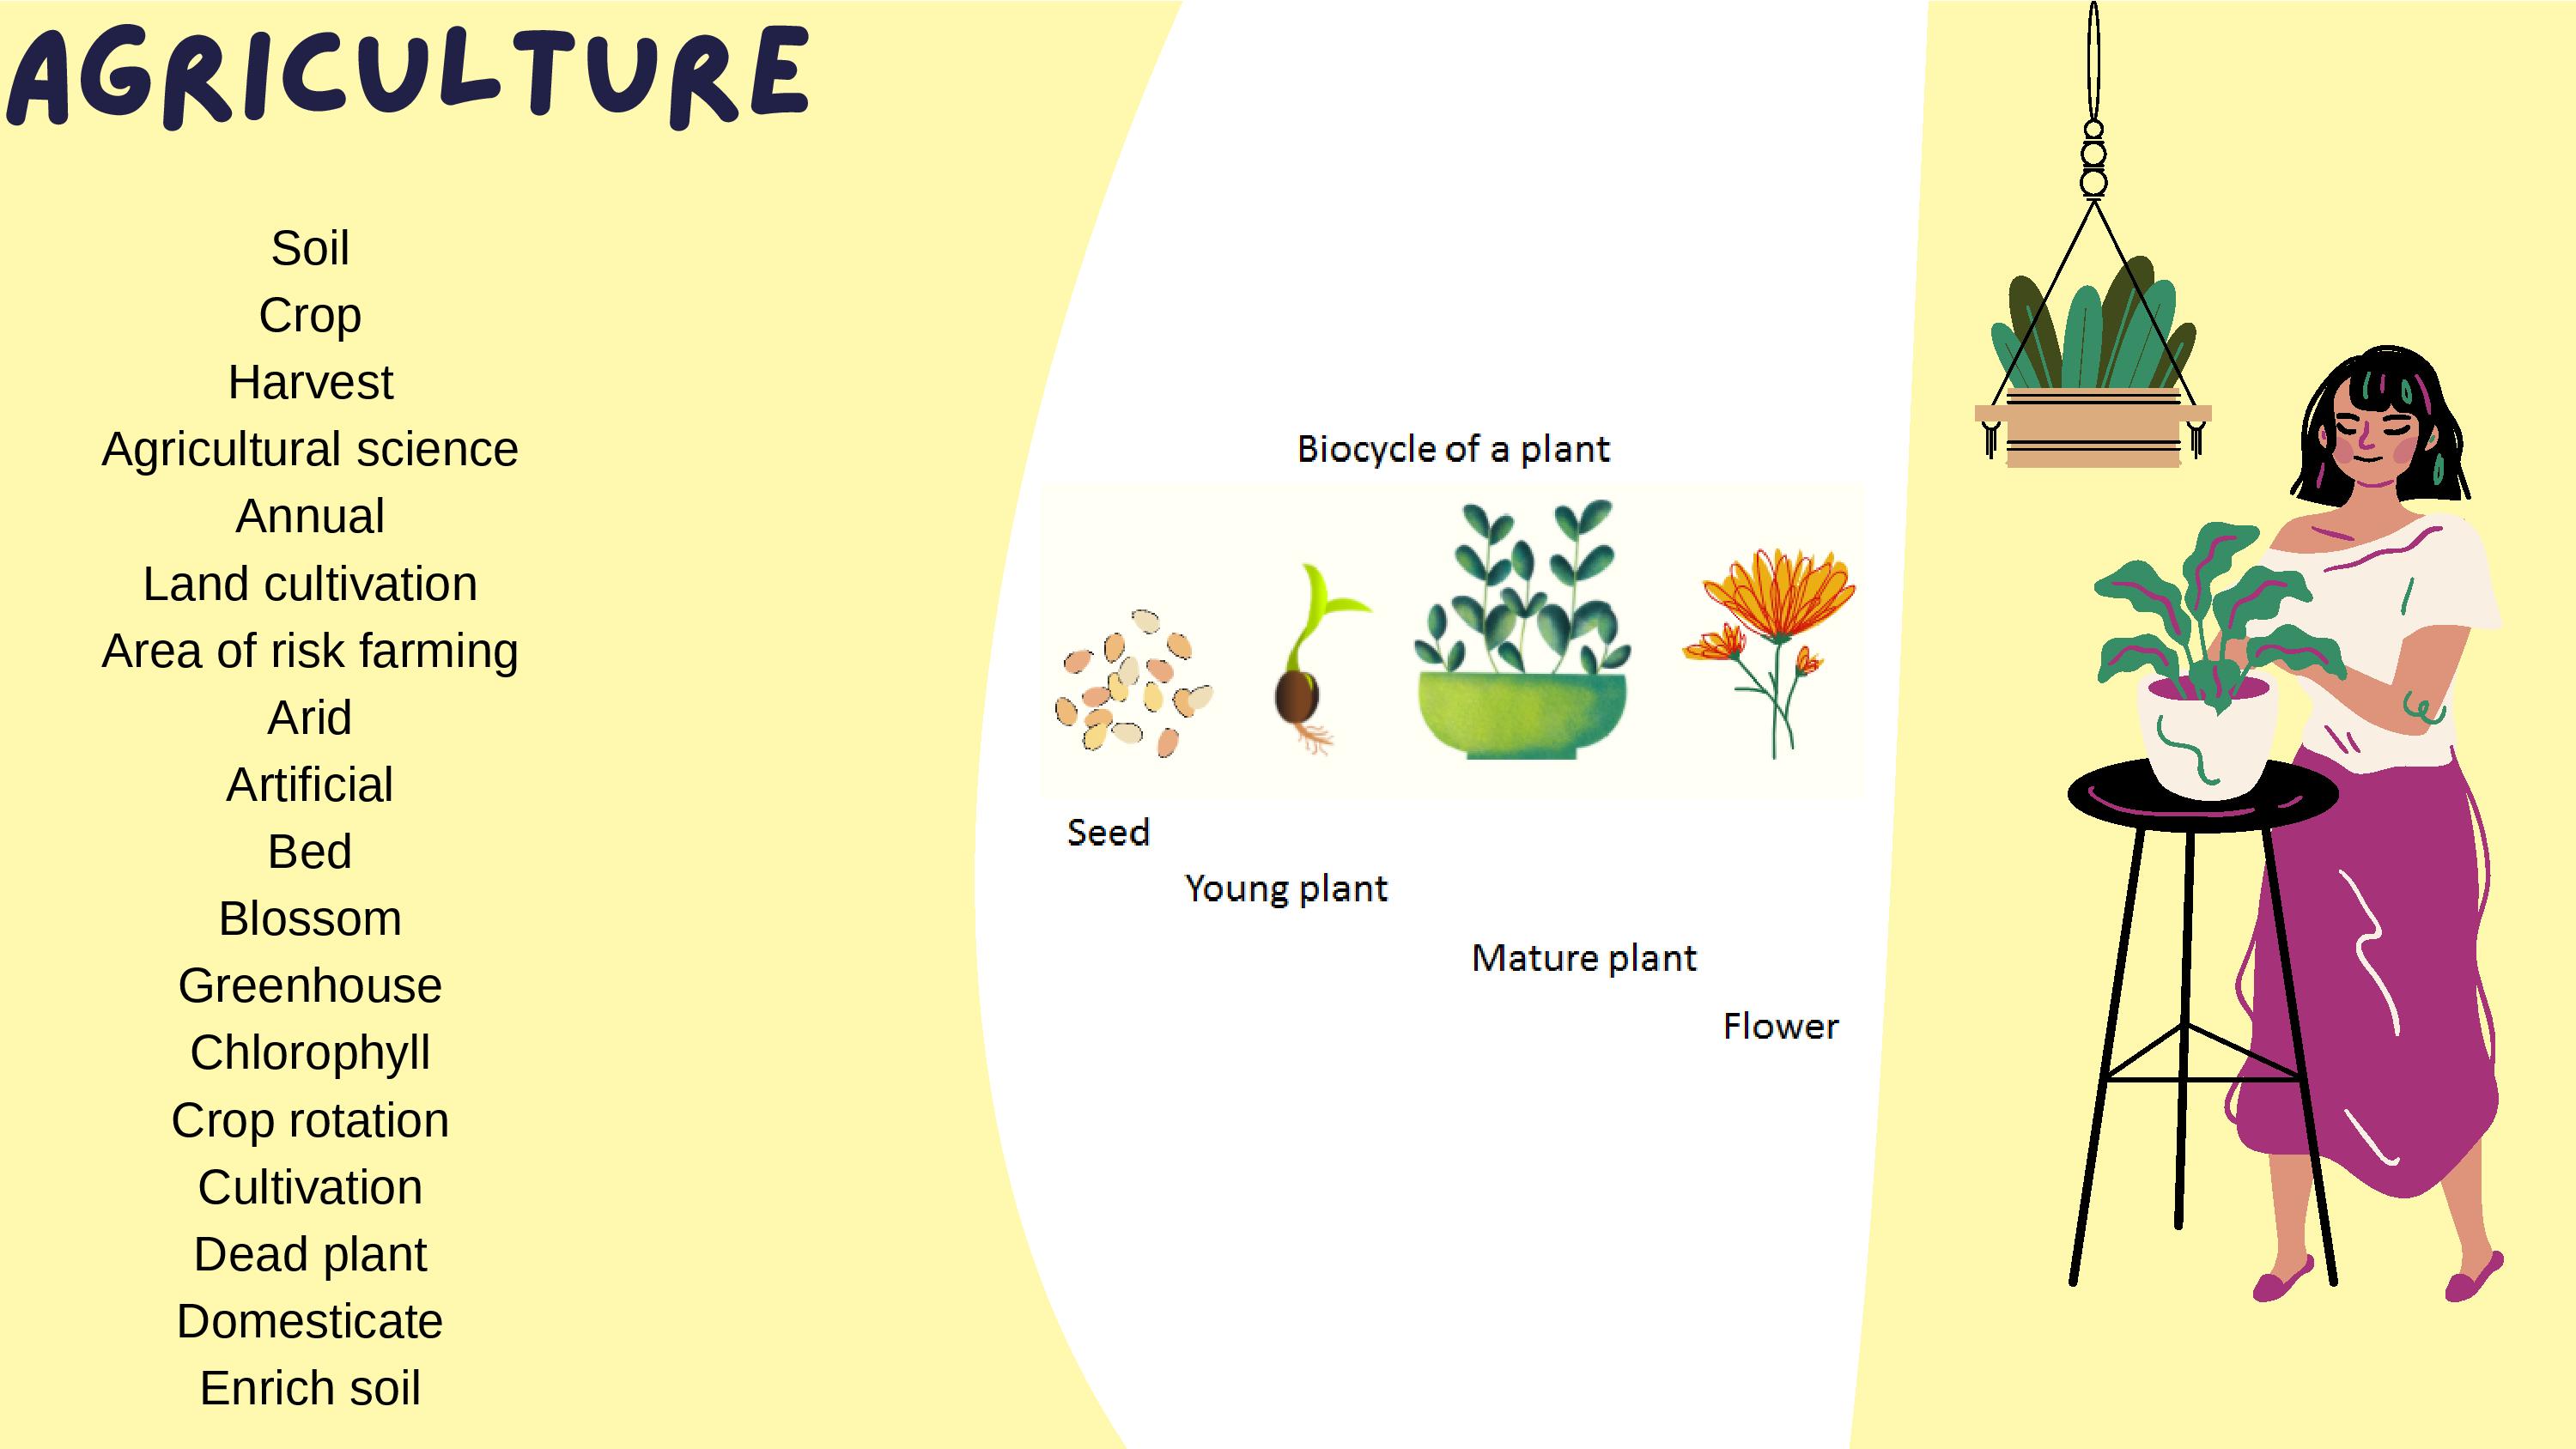 AGRICULTURE
Soil
Crop
Harvest
Agricultural science
Annual
Land cultivation
Area of risk farming
Arid
Artificial
Bed
Blossom
Greenhouse
Chlorophyll
Crop rotation
Cultivation
Dead plant
Domesticate
Enrich soil
Biocycle of a plant
Seed
Young plant
Mature plant
Flower